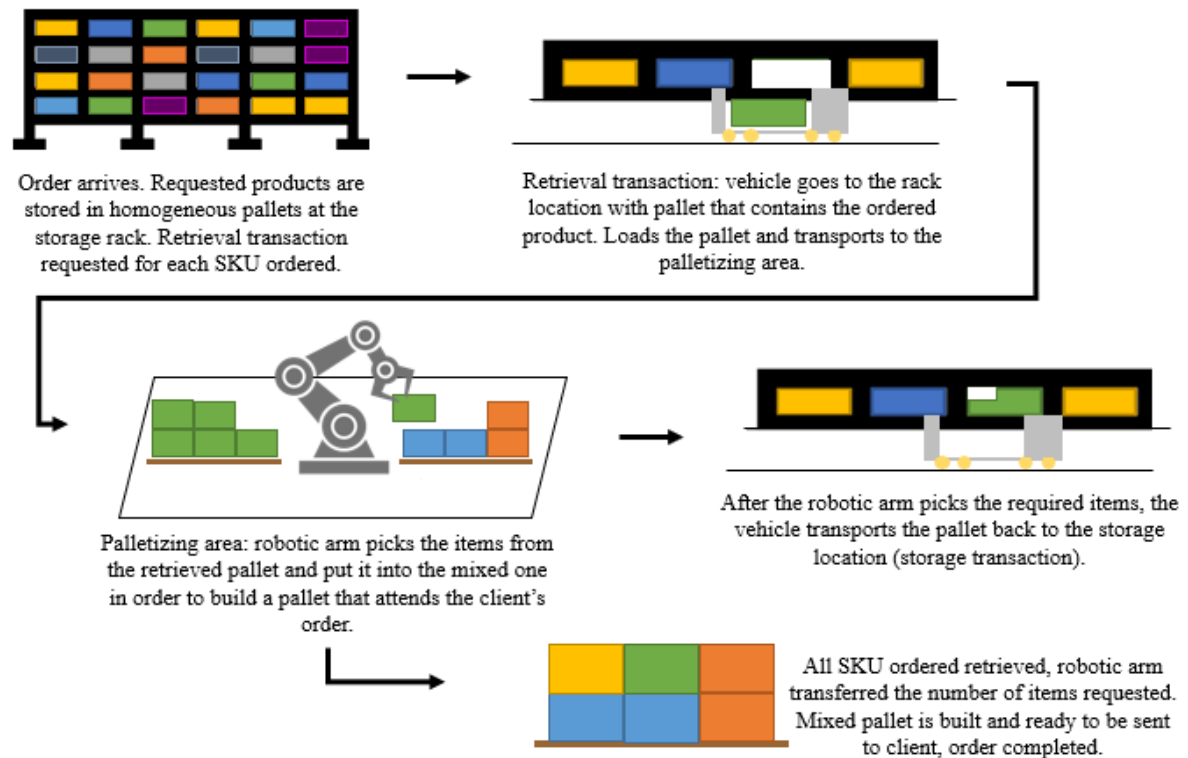 Order arrives. Requested products are
stored in homogeneous pallets at the
storage rack. Retrieval transaction
requested for each SKU ordered.
Retrieval transaction: vehicle goes to the rack
location with pallet that contains the ordered
product. Loads the pallet and transports to the
palletizing area.
Palletizing area: robotic arm picks the items from
the retrieved pallet and put it into the mixed one
in order to build a pallet that attends the client’s
order.
After the robotic arm picks the required items, the
vehicle transports the pallet back to the storage
location (storage transaction).
All SKU ordered retrieved, robotic arm
transferred the number of items requested.
Mixed pallet is built and ready to be sent
to client, order completed.